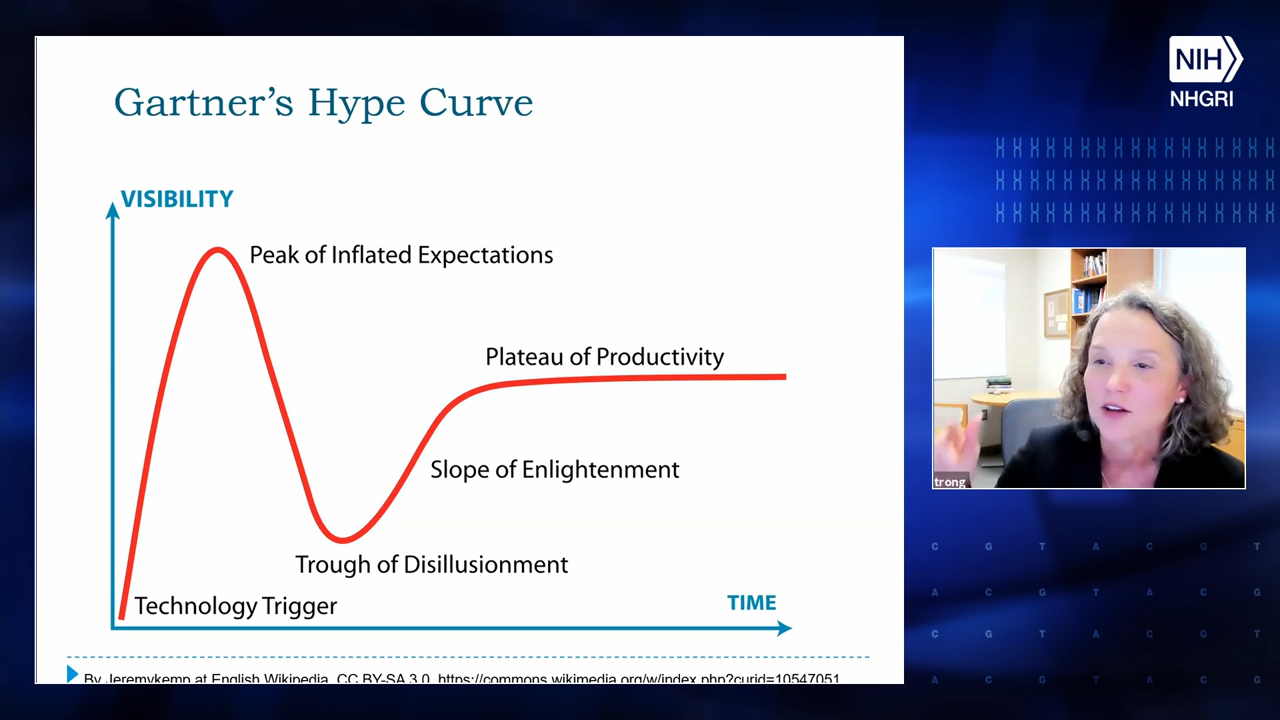 Gartner's Hype Curve
VISIBILITY
Peak of Inflated Expectations
Plateau of Productivity
Slope of Enlightenment
Trough of Disillusionment
Technology Trigger
TIME
By Jeremykemp at English Wikipedia, CC BY-SA 3.0, https://commons.wikimedia.org/w/index.php?curid=10547051
NIH
NHGRI
trong
C G T A C G T
A C G T A C G
C G T A C G T
A C G T A C G